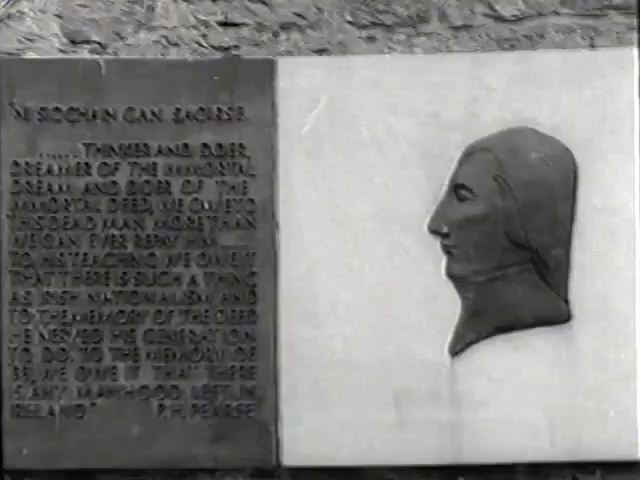 "NI SIOCHAIN GAN SAOIRSE.
......THINKER AND DOER,
DREAMER OF THE IMMORTAL
DREAM AND DOER OF THE
IMMORTAL DEED, WE OWE TO
THIS DEAD MAN MORE THAN
WE CAN EVER REPAY HIM
TO HIS TEACHING WE OWE IT
THAT THERE IS SUCH A THING
AS IRISH NATIONALISM AND
TO THE MEMORY OF THE DEED
HE NERVED HIS GENERATION
TO DO, TO THE MEMORY OF
98, WE OWE IT THAT THERE
IS ANY MANHOOD LEFT IN
IRELAND" P.H. PEARSE